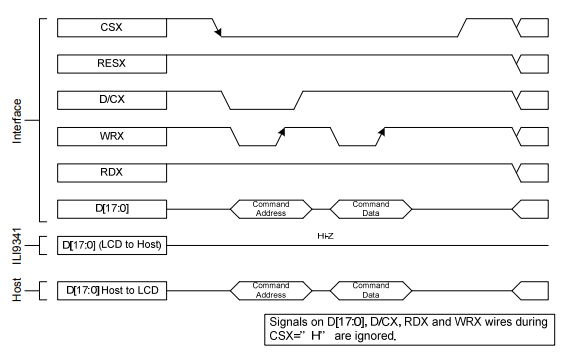 CSX
RESX
D/CX
WRX
RDX
D[17:0]
Command
Address
Command
Data
Interface
ILI9341
D[17:0] (LCD to Host)
Hi-Z
Host
D[17:0] Host to LCD
Command
Address
Command
Data
Signals on D[17:0], D/CX, RDX and WRX wires during
CSX=” H” are ignored.